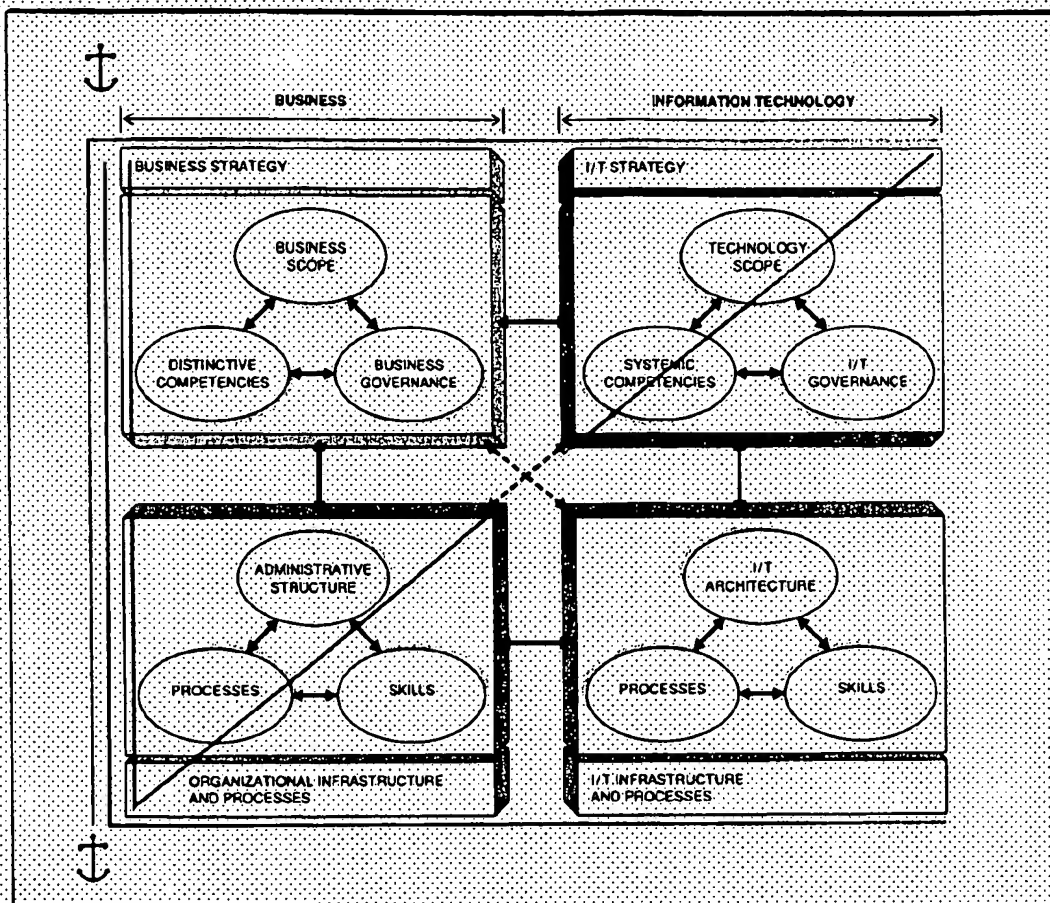 BUSINESS
INFORMATION TECHNOLOGY
BUSINESS STRATEGY
I/T STRATEGY
BUSINESS
SCOPE
TECHNOLOGY
SCOPE
DISTINCTIVE
COMPETENCIES
BUSINESS
GOVERNANCE
SYSTEMIC
COMPETENCIES
I/T
GOVERNANCE
ADMINISTRATIVE
STRUCTURE
I/T
ARCHITECTURE
PROCESSES
SKILLS
PROCESSES
SKILLS
ORGANIZATIONAL INFRASTRUCTURE
AND PROCESSES
I/T INFRASTRUCTURE
AND PROCESSES